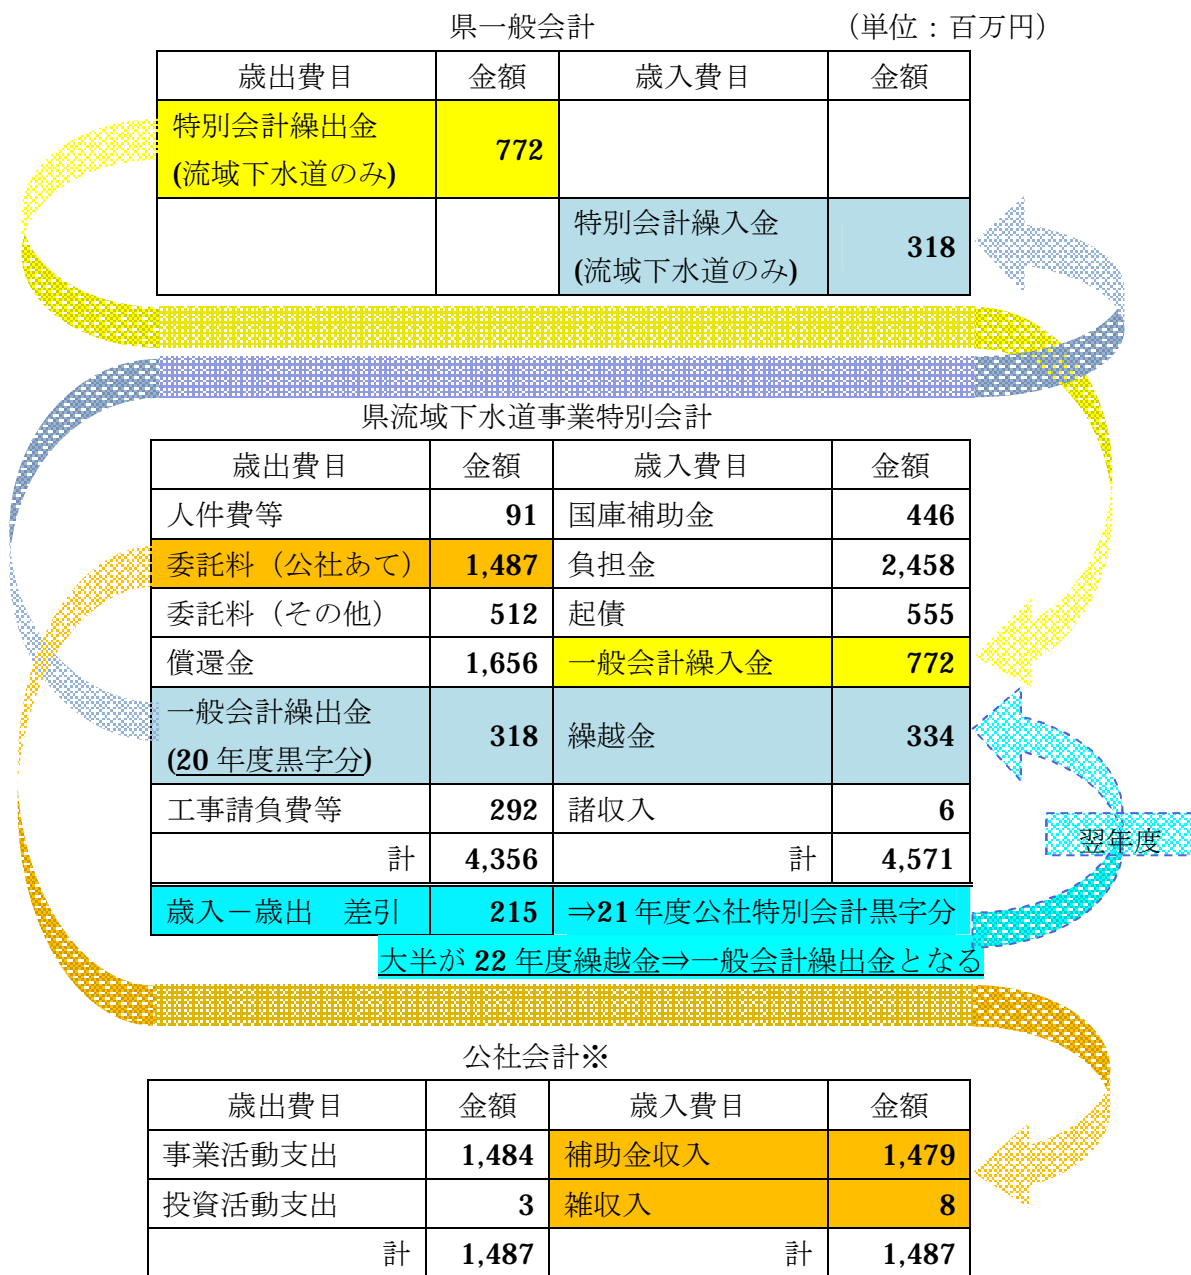 県一般会計 （単位：百万円）
歳出費目 金額 歳入費目 金額
特別会計繰出金
(流域下水道のみ) 772
特別会計繰入金
(流域下水道のみ) 318
県流域下水道事業特別会計
歳出費目 金額 歳入費目 金額
人件費等 91 国庫補助金 446
委託料（公社あて） 1,487 負担金 2,458
委託料（その他） 512 起債 555
償還金 1,656 一般会計繰入金 772
一般会計繰出金
(20 年度黒字分) 318 繰越金 334
工事請負費等 292 諸収入 6
計 4,356 計 4,571
翌年度
歳入－歳出 差引 215 ⇒21 年度公社特別会計黒字分
大半が 22 年度繰越金⇒一般会計繰出金となる
公社会計※
歳出費目 金額 歳入費目 金額
事業活動支出 1,484 補助金収入 1,479
投資活動支出 3 雑収入 8
計 1,487 計 1,487